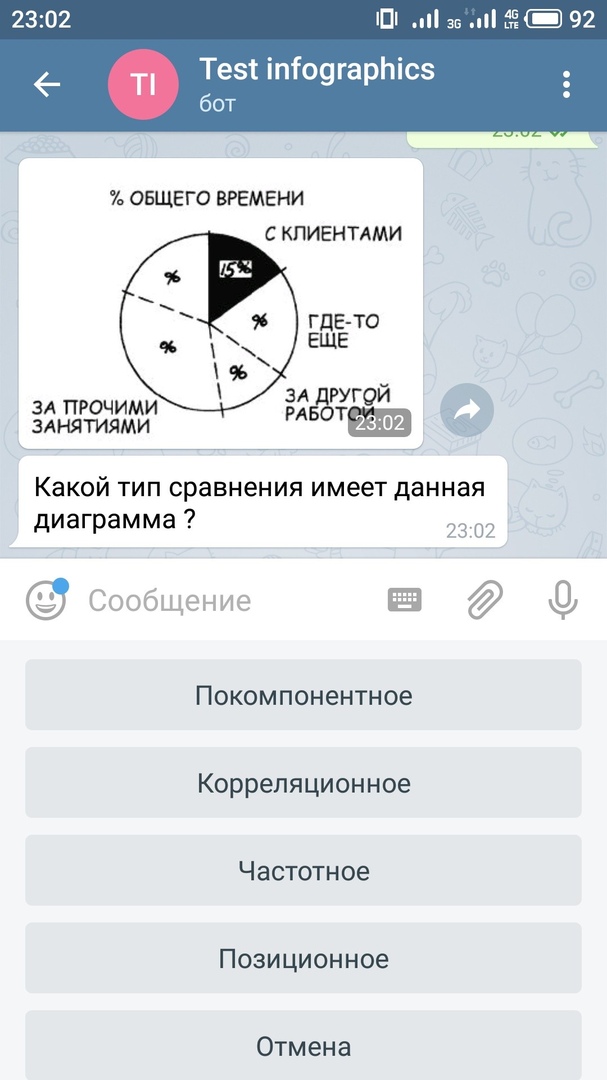 23:02
3G
4G
LTE
92
TI
Test infographics
бот
23:02
% ОБЩЕГО ВРЕМЕНИ
С КЛИЕНТАМИ
15%
%
%
ГДЕ-ТО
ЕЩЕ
%
%
ЗА ДРУГОЙ
РАБОТОЙ
ЗА ПРОЧИМИ
ЗАНЯТИЯМИ
23:02
Какой тип сравнения имеет данная
диаграмма ?
23:02
Сообщение
Покомпонентное
Корреляционное
Частотное
Позиционное
Отмена